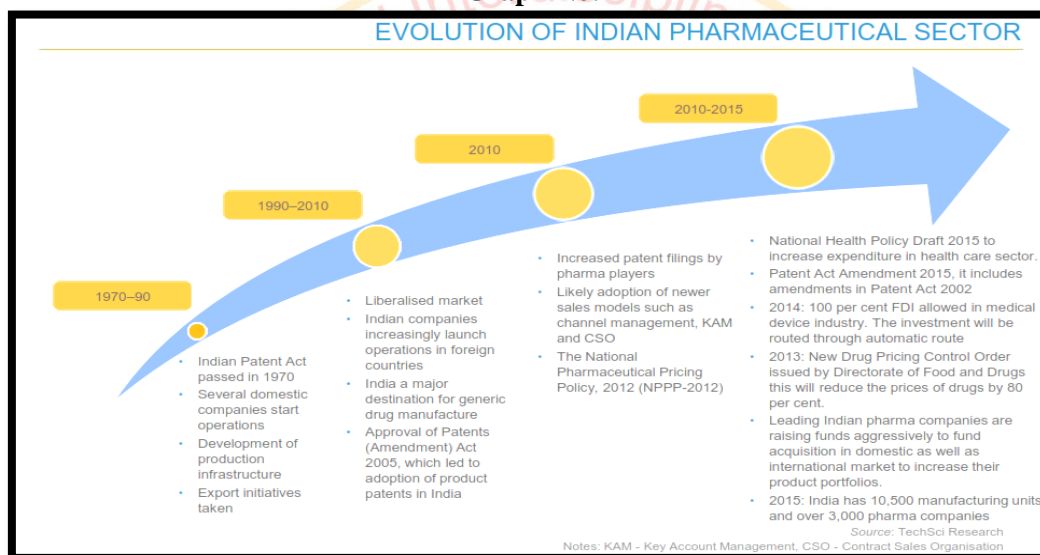 EVOLUTION OF INDIAN PHARMACEUTICAL SECTOR
1970–90
• Indian Patent Act
passed in 1970
• Several domestic
companies start
operations
• Development of
production
infrastructure
• Export initiatives
taken
1990–2010
• Liberalised market
• Indian companies
increasingly launch
operations in foreign
countries
• India a major
destination for generic
drug manufacture
• Approval of Patents
(Amendment) Act
2005, which led to
adoption of product
patents in India
2010
• Increased patent filings by
pharma players
• Likely adoption of newer
sales models such as
channel management, KAM
and CSO
• The National
Pharmaceutical Pricing
Policy, 2012 (NPPP-2012)
2010-2015
• National Health Policy Draft 2015 to
increase expenditure in health care sector.
• Patent Act Amendment 2015, it includes
amendments in Patent Act 2002
• 2014: 100 per cent FDI allowed in medical
device industry. The investment will be
routed through automatic route
• 2013: New Drug Pricing Control Order
issued by Directorate of Food and Drugs
this will reduce the prices of drugs by 80
per cent.
• Leading Indian pharma companies are
raising funds aggressively to fund
acquisition in domestic as well as
international market to increase their
product portfolios.
• 2015: India has 10,500 manufacturing units
and over 3,000 pharma companies
Source: TechSci Research
Notes: KAM - Key Account Management, CSO - Contract Sales Organisation